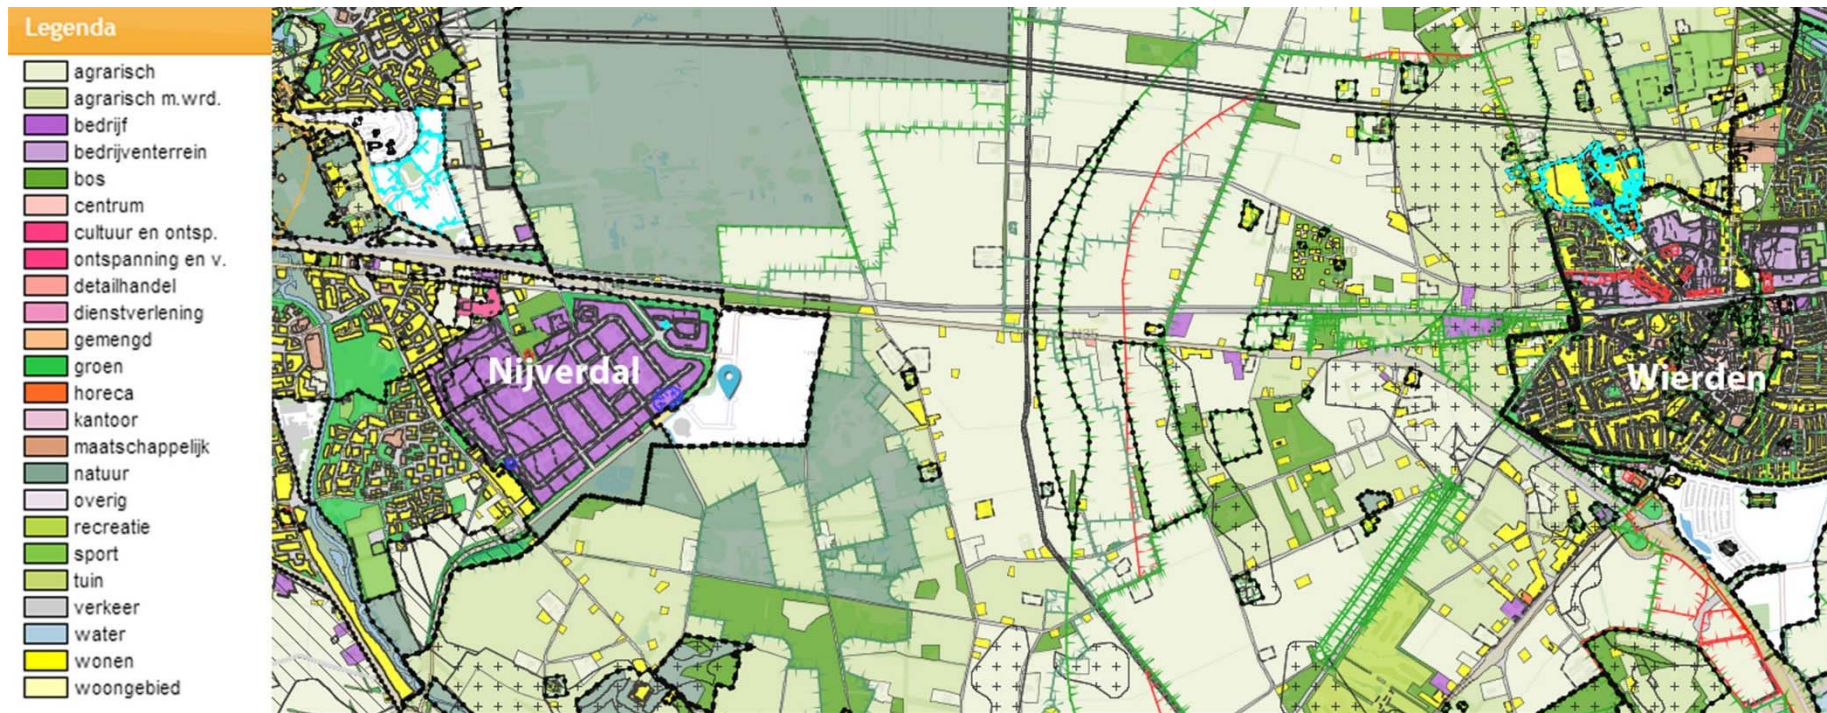 Legenda
agrarisch
agrarisch m.wrd.
bedrijf
bedrijventerrein
bos
centrum
cultuur en ontsp.
ontspanning en v.
detailhandel
dienstverlening
gemengd
groen
horeca
kantoor
maatschappelijk
natuur
overig
recreatie
sport
tuin
verkeer
water
wonen
woongebied
Nijverdal
N35
Wierden